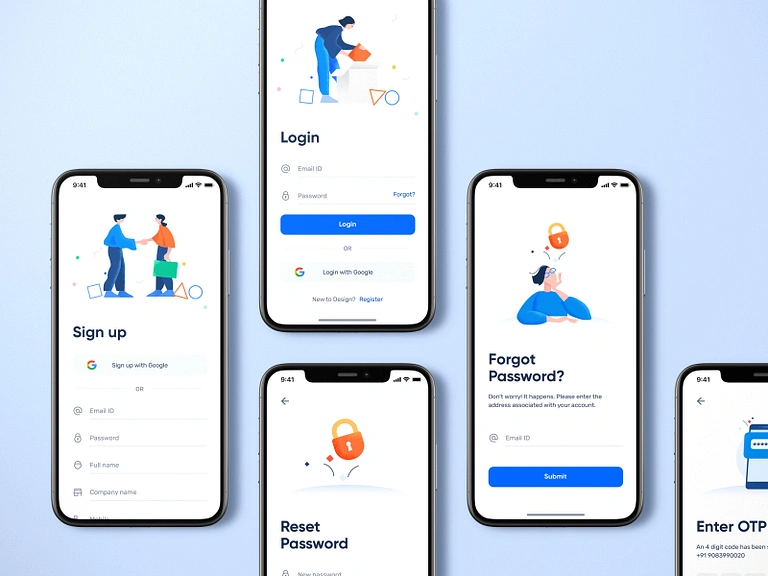 Login
Email ID
Password
Forgot?
Login
OR
Login with Google
New to Design? Register
9:41
Sign up
Sign up with Google
OR
Email ID
Password
Full name
Company name
Mobile
9:41
Reset
Password
New password
9:41
Forgot
Password?
Don't worry! It happens. Please enter the
address associated with your account.
Email ID
Submit
9:41
Enter OTP
An 4 digit code has been
+91 9083990020